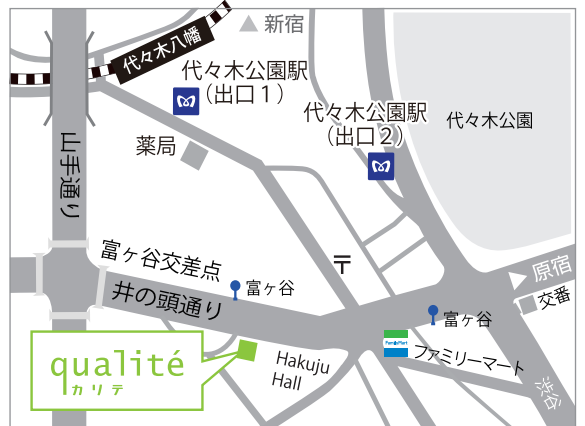 新宿
代々木八幡
代々木公園駅
（出口１）
代々木公園駅
（出口２）
代々木公園
薬局
山手通り
富ヶ谷交差点
〒
原宿
富ヶ谷
井の頭通り
交番
富ヶ谷
FamilyMart
ファミリーマート
qualité
カリテ
Hakuju
Hall
渋谷